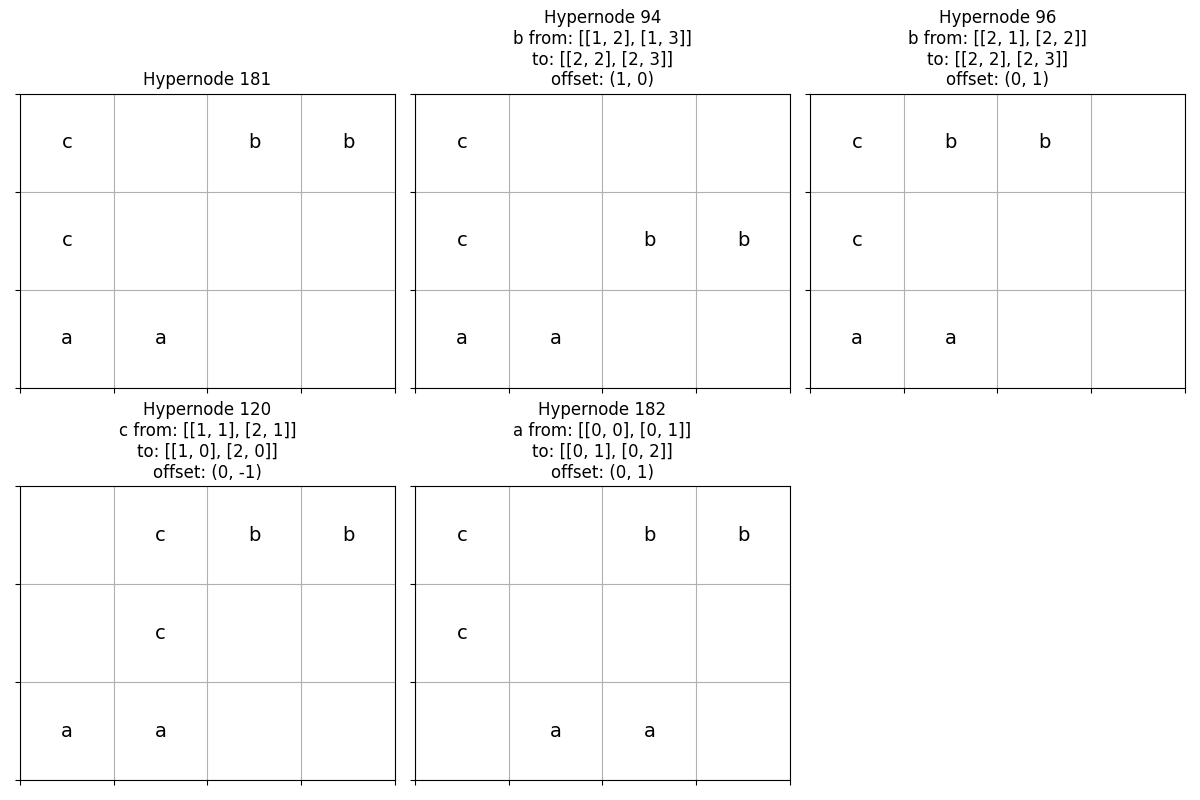 Hypernode 181
c b b
c
a a
Hypernode 94
b from: [[1, 2], [1, 3]]
to: [[2, 2], [2, 3]]
offset: (1, 0)
c
c b b
a a
Hypernode 96
b from: [[2, 1], [2, 2]]
to: [[2, 2], [2, 3]]
offset: (0, 1)
c b b
c
a a
Hypernode 120
c from: [[1, 1], [2, 1]]
to: [[1, 0], [2, 0]]
offset: (0, -1)
c b b
c
a a
Hypernode 182
a from: [[0, 0], [0, 1]]
to: [[0, 1], [0, 2]]
offset: (0, 1)
c b b
c
a a